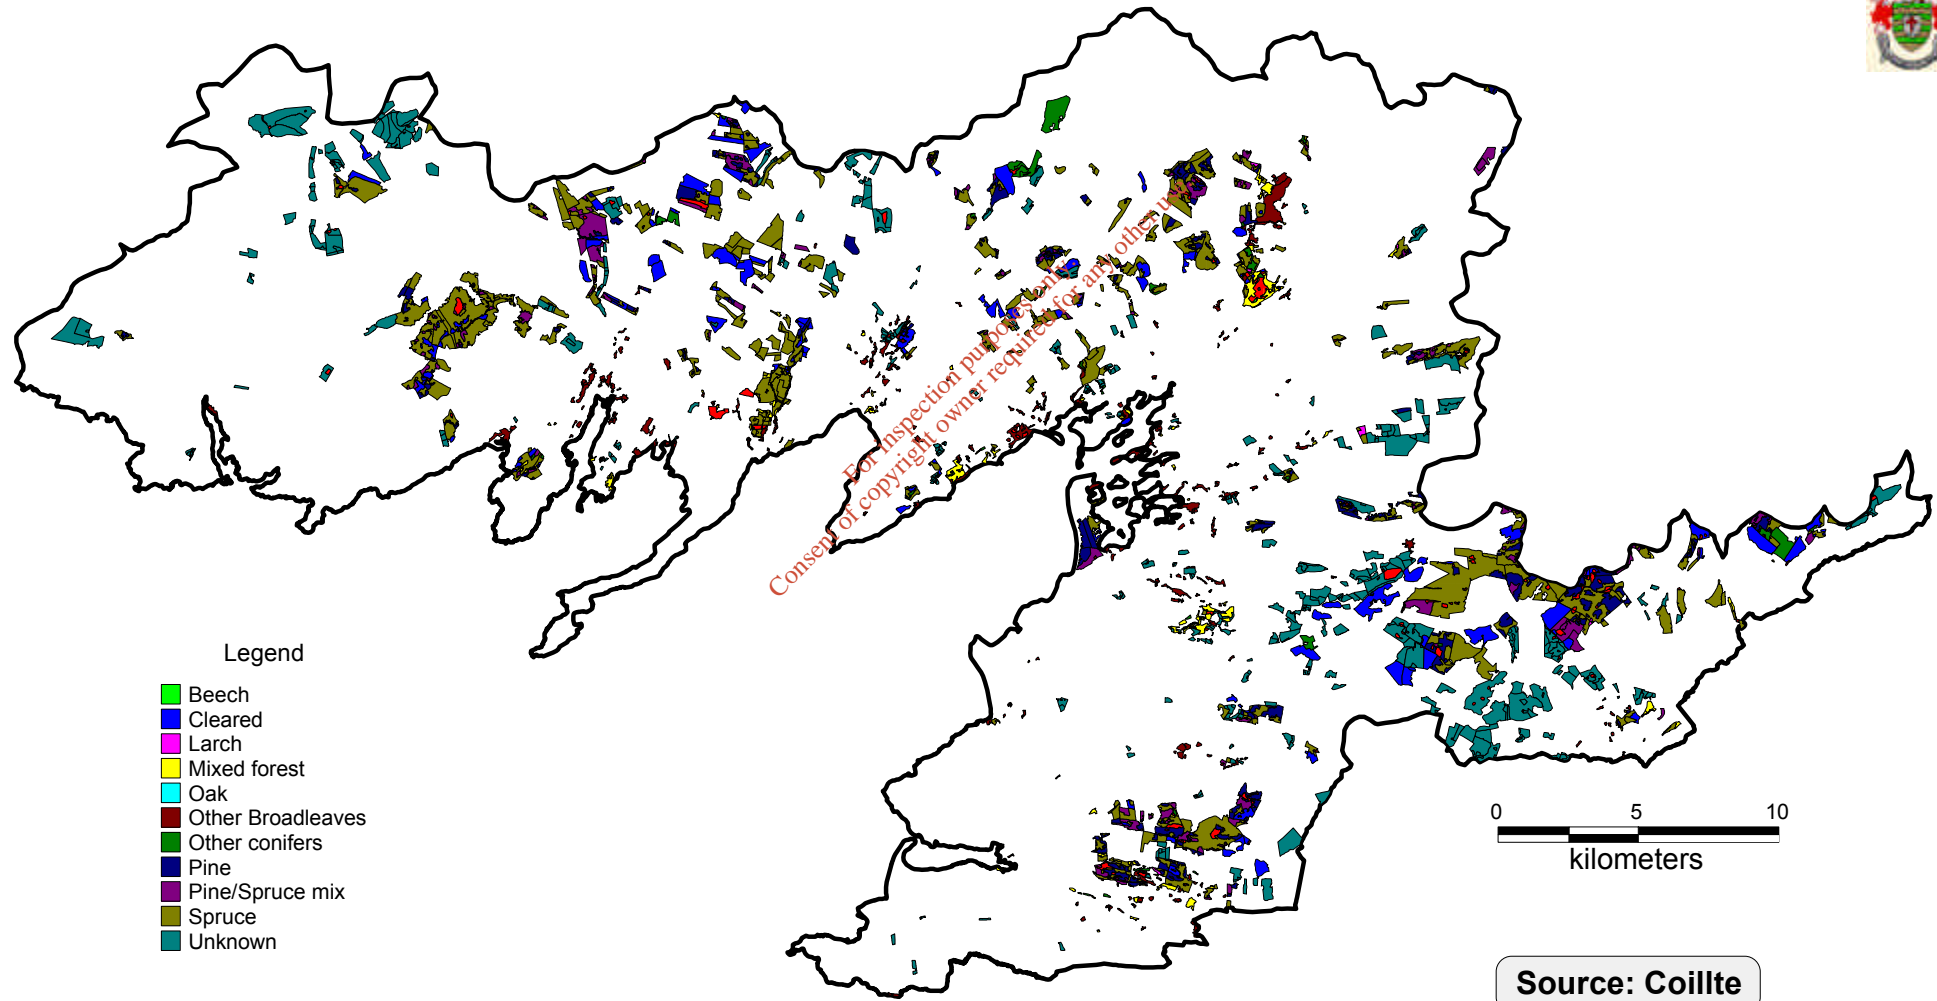 For inspection purposes only.
Consent of copyright owner required for any other use.
Legend
Beech
Cleared
Larch
Mixed forest
Oak
Other Broadleaves
Other conifers
Pine
Pine/Spruce mix
Spruce
Unknown
0 5 10
kilometers
Source: Coillte